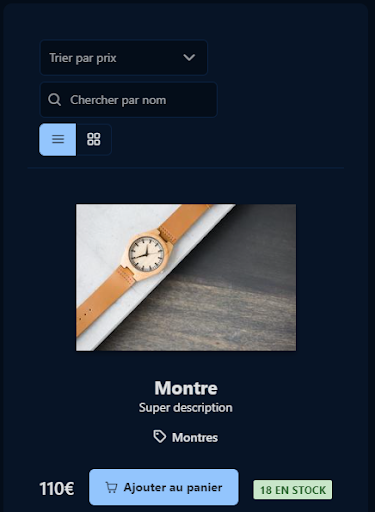 Trier par prix
Chercher par nom
Montre
Super description
Montres
110€ Ajouter au panier 18 EN STOCK